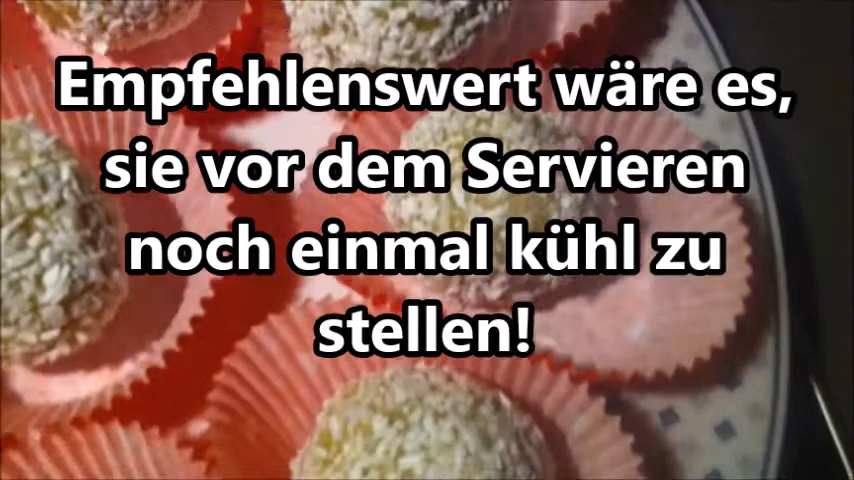 Empfehlenswert wäre es,
sie vor dem Servieren
noch einmal kühl zu
stellen!